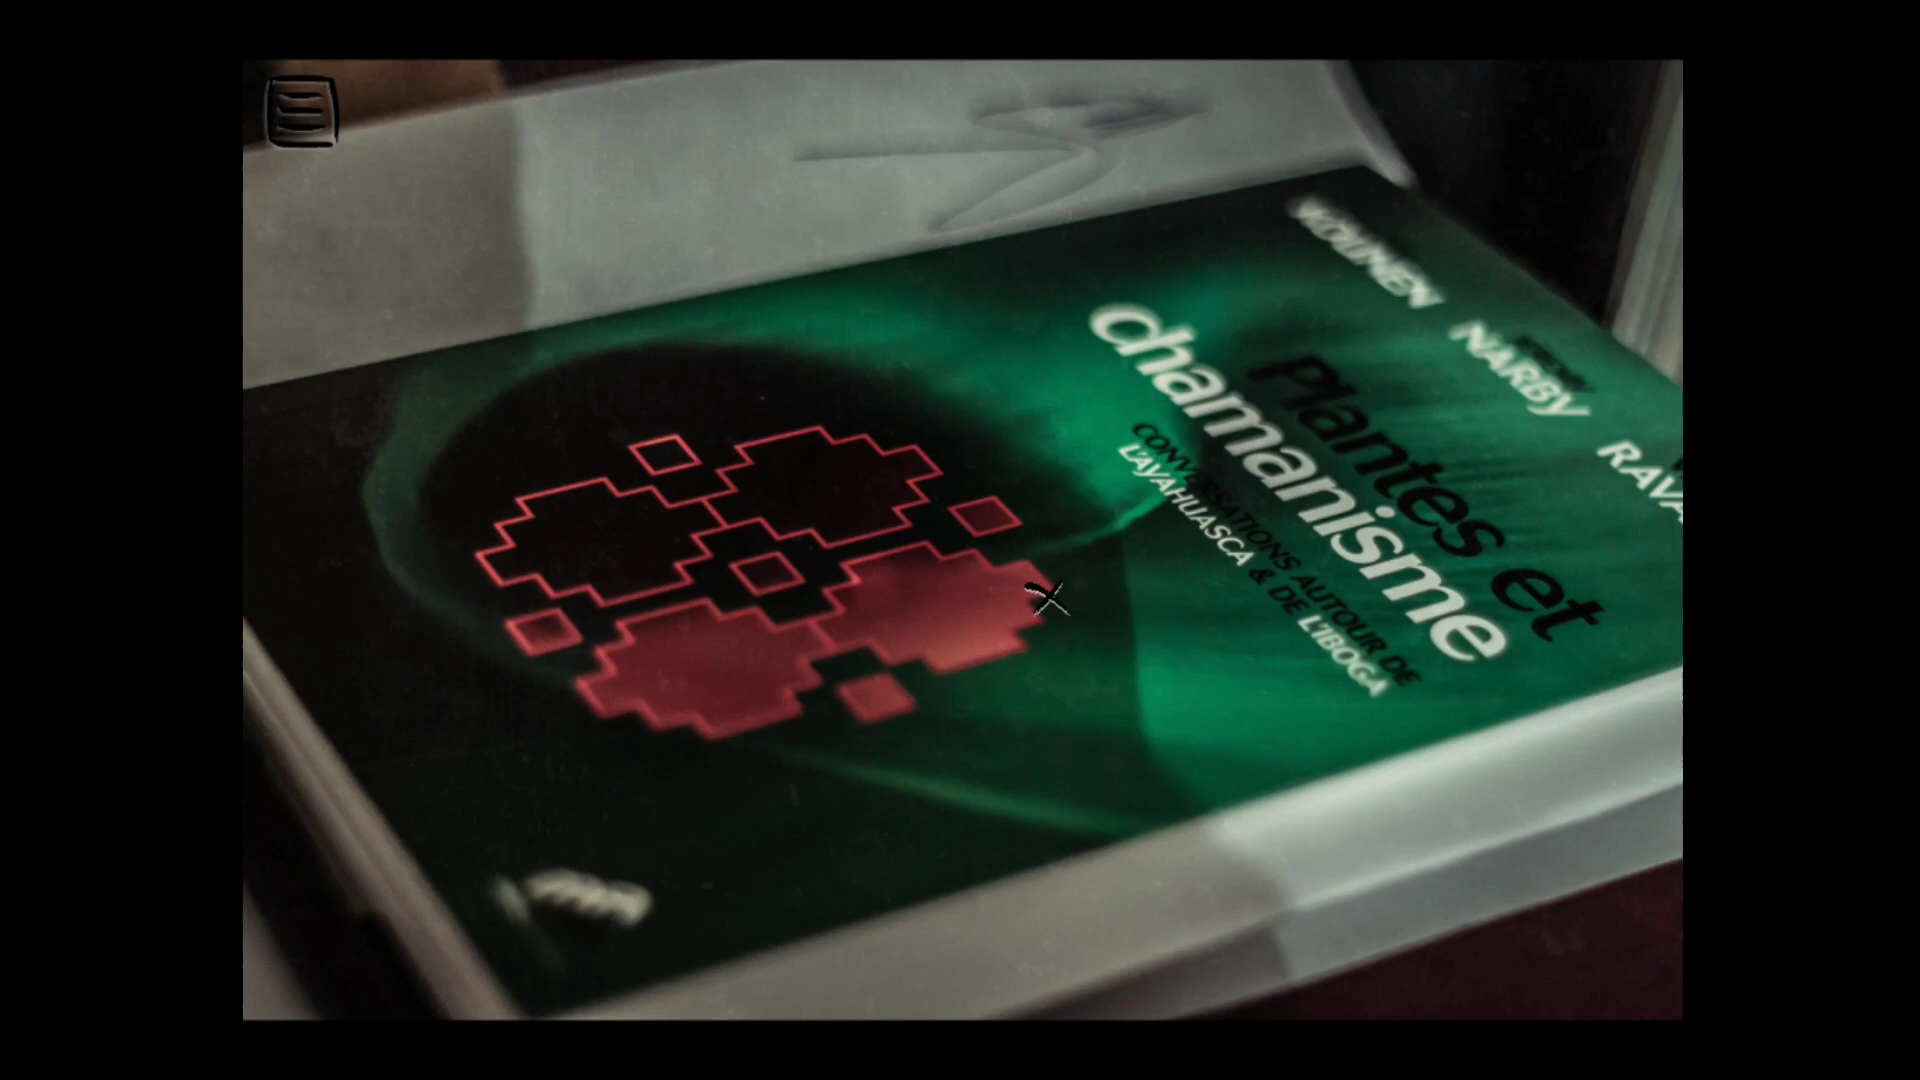 KOUNEN
NARBY
RAVA
Plantes et
chamanisme
CONVERSATIONS AUTOUR DE
L'AYAHUASCA & DE L'IBOGA